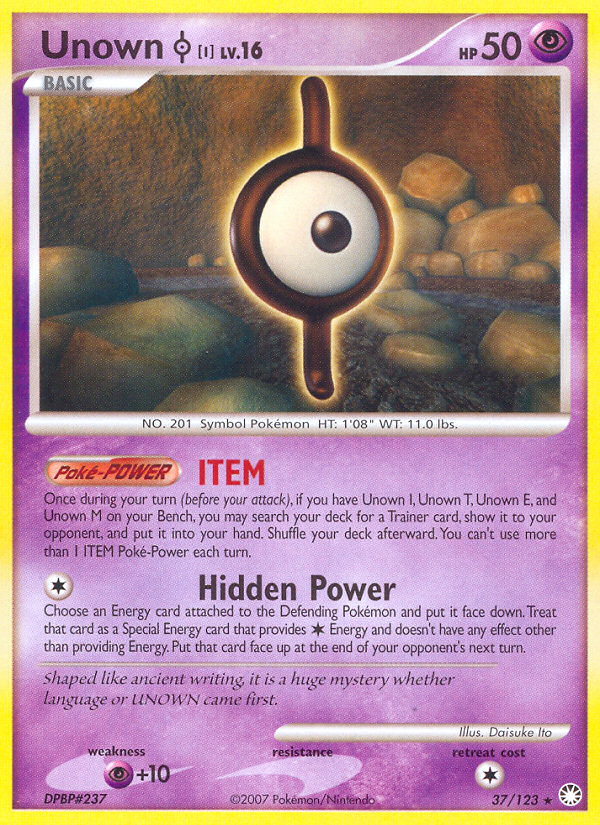 Unown [I] LV.16 HP 50
BASIC
NO. 201 Symbol Pokémon HT: 1'08" WT: 11.0 lbs.
Poké-POWER ITEM
Once during your turn (before your attack), if you have Unown I, Unown T, Unown E, and
Unown M on your Bench, you may search your deck for a Trainer card, show it to your
opponent, and put it into your hand. Shuffle your deck afterward. You can't use more
than 1 ITEM Poké-Power each turn.
Hidden Power
Choose an Energy card attached to the Defending Pokémon and put it face down. Treat
that card as a Special Energy card that provides Energy and doesn't have any effect other
than providing Energy. Put that card face up at the end of your opponent's next turn.
Shaped like ancient writing, it is a huge mystery whether
language or UNOWN came first.
Illus. Daisuke Ito
weakness resistance retreat cost
+10
DPBP#237 ©2007 Pokémon/Nintendo 37/123